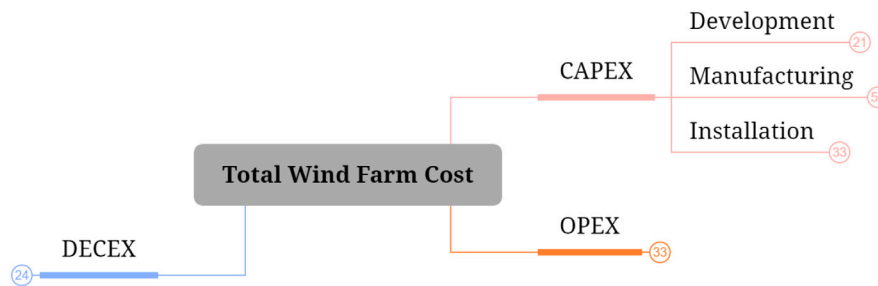 Development
21
CAPEX
Manufacturing
Installation
33
Total Wind Farm Cost
OPEX
33
DECEX
24